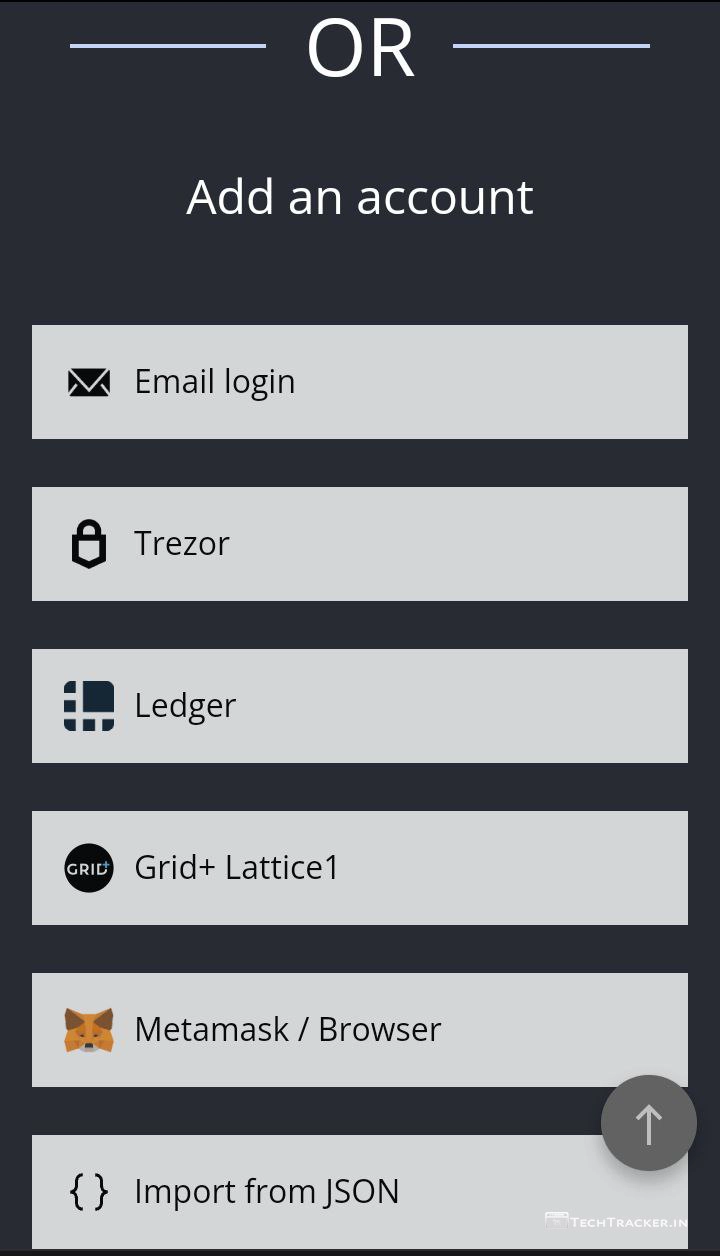 OR
Add an account
Email login
Trezor
Ledger
GRID+
Grid+ Lattice1
Metamask / Browser
{ } Import from JSON
TECHTRACKER.IN